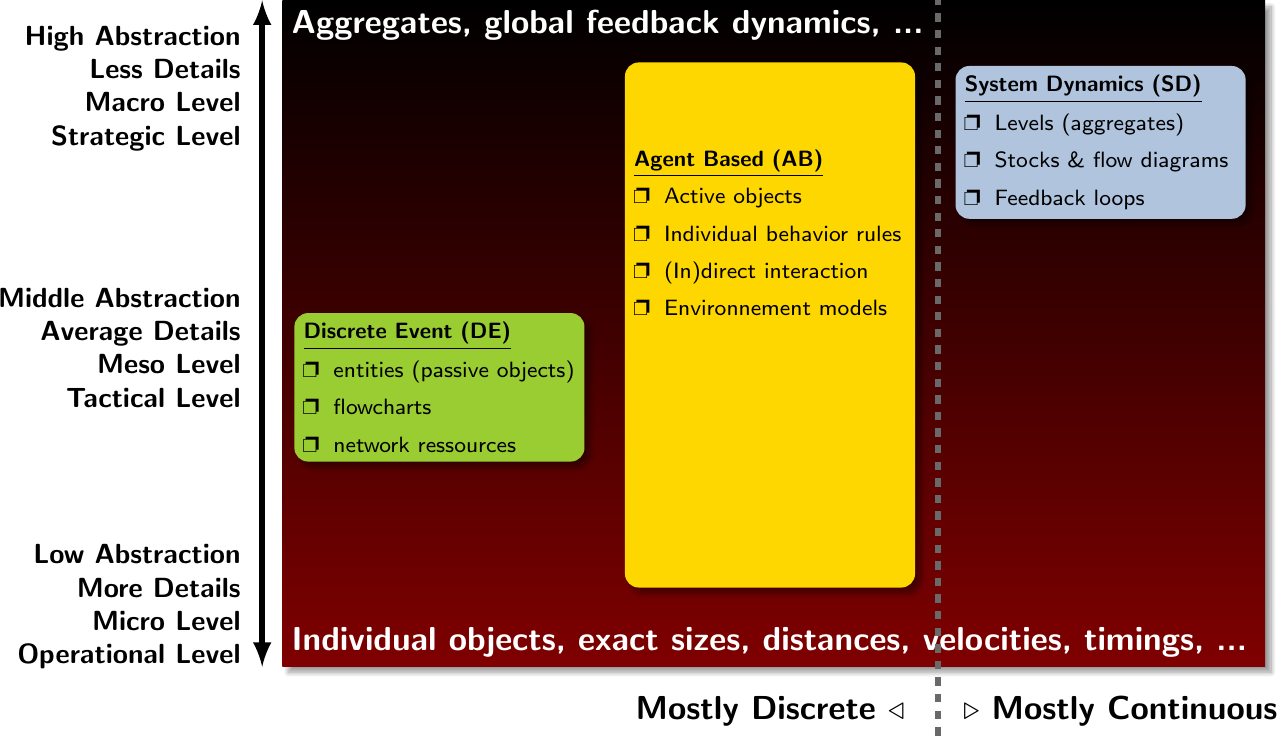 High Abstraction
Less Details
Macro Level
Strategic Level
Middle Abstraction
Average Details
Meso Level
Tactical Level
Low Abstraction
More Details
Micro Level
Operational Level
Aggregates, global feedback dynamics, ...
Discrete Event (DE)
❐ entities (passive objects)
❐ flowcharts
❐ network ressources
Agent Based (AB)
❐ Active objects
❐ Individual behavior rules
❐ (In)direct interaction
❐ Environnement models
System Dynamics (SD)
❐ Levels (aggregates)
❐ Stocks & flow diagrams
❐ Feedback loops
Individual objects, exact sizes, distances, velocities, timings, ...
Mostly Discrete ◁
▷ Mostly Continuous